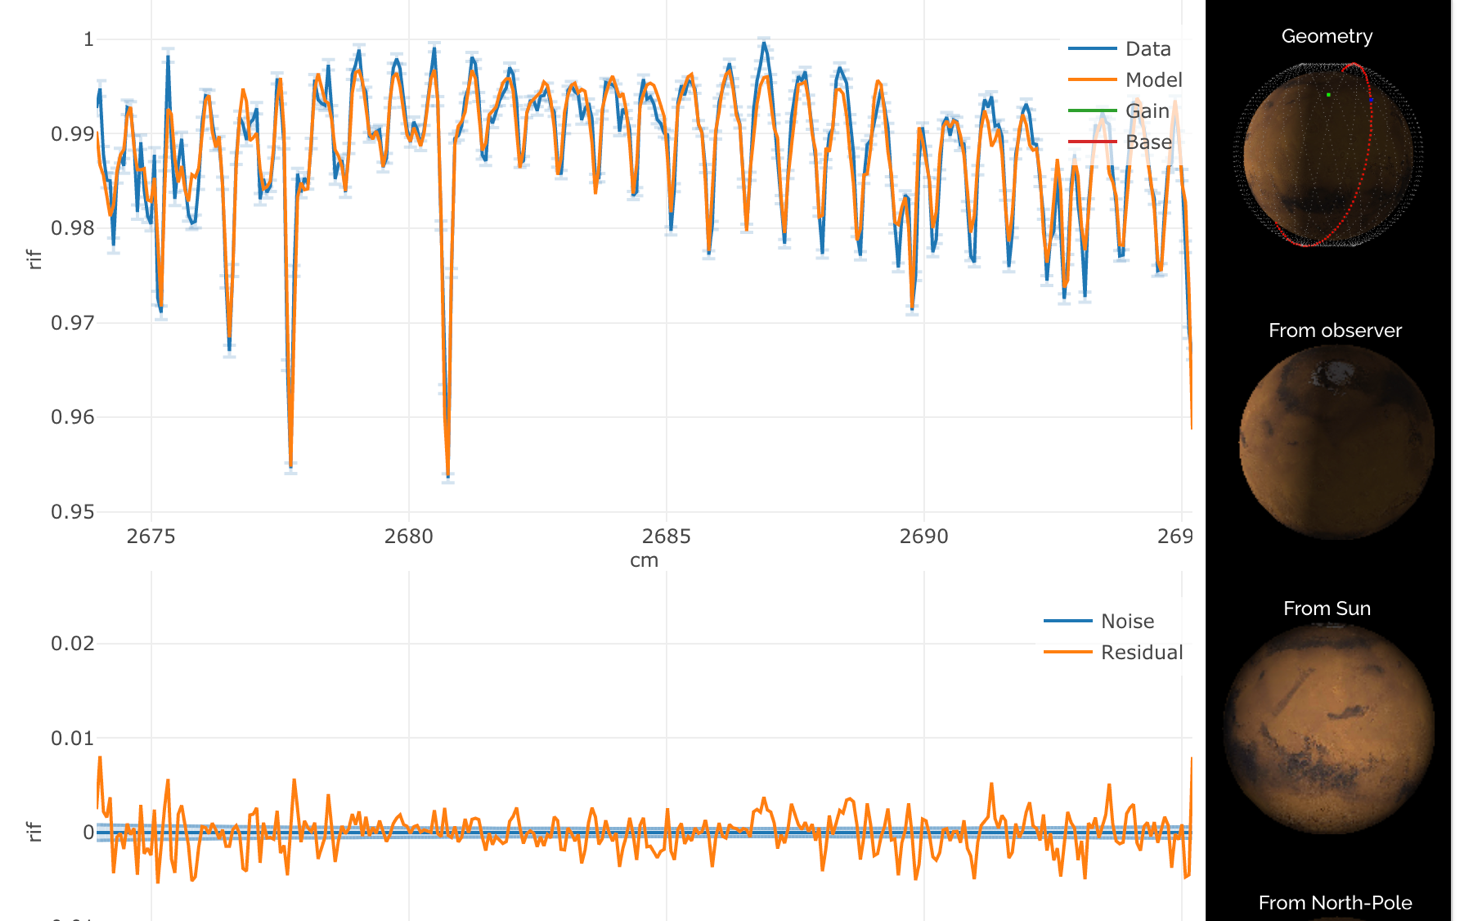 1
0.99
0.98
0.97
0.96
0.95
rif
2675
2680
2685
2690
269
cm
Data
Model
Gain
Base
0.02
0.01
0
rif
Noise
Residual
Geometry
From observer
From Sun
From North-Pole